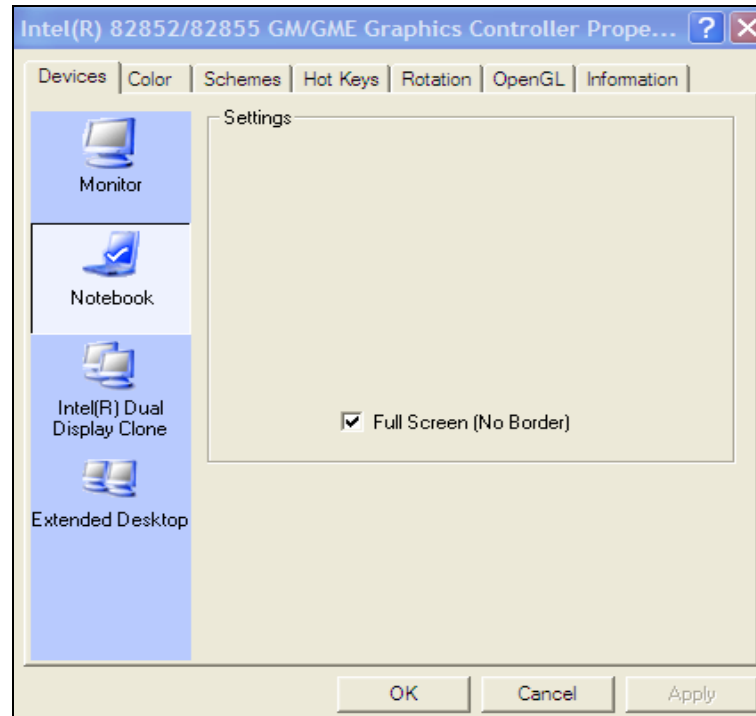 Intel(R) 82852/82855 GM/GME Graphics Controller Prope...
Devices Color Schemes Hot Keys Rotation OpenGL Information
Settings
Monitor
Notebook
Intel(R) Dual
Display Clone
Full Screen (No Border)
Extended Desktop
OK Cancel Apply